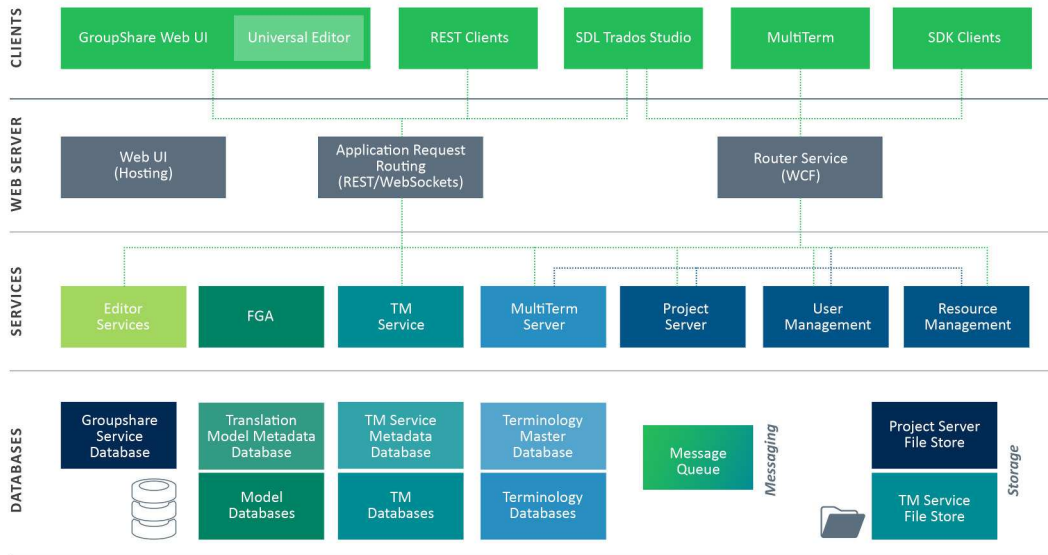 CLIENTS
GroupShare Web UI
Universal Editor
REST Clients
SDL Trados Studio
MultiTerm
SDK Clients
WEB SERVER
Web UI
(Hosting)
Application Request
Routing
(REST/WebSockets)
Router Service
(WCF)
SERVICES
Editor
Services
FGA
TM
Service
MultiTerm
Server
Project
Server
User
Management
Resource
Management
DATABASES
Groupshare
Service
Database
Translation
Model Metadata
Database
TM Service
Metadata
Database
Terminology
Master
Database
Message
Queue
Messaging
Project Server
File Store
Storage
Model
Databases
TM
Databases
Terminology
Databases
TM Service
File Store